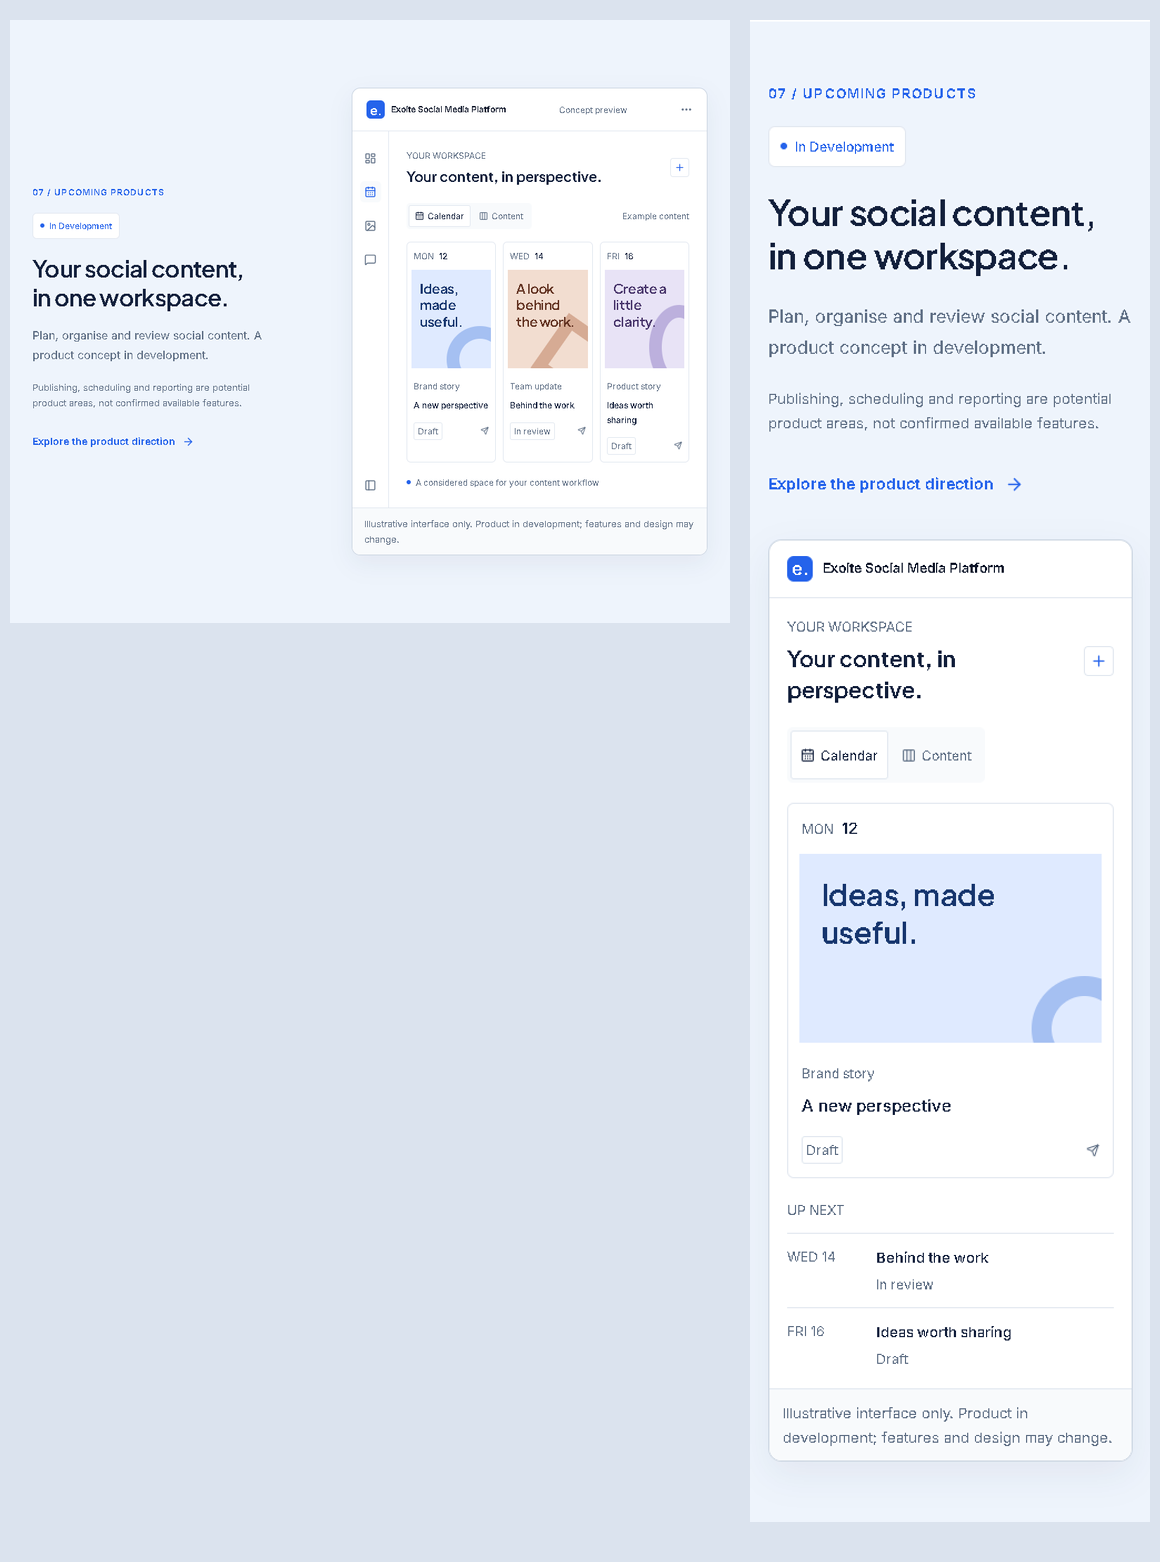 07 / UPCOMING PRODUCTS
In Development
Your social content,
in one workspace.
Plan, organise and review social content. A
product concept in development.
Publishing, scheduling and reporting are potential
product areas, not confirmed available features.
Explore the product direction
e. Exoite Social Media Platform
Concept preview
YOUR WORKSPACE
Your content, in perspective.
Calendar
Content
Example content
MON 12
Ideas,
made
useful.
Brand story
A new perspective
Draft
WED 14
A look
behind
the work.
Team update
Behind the work
In review
FRI 16
Create a
little
clarity.
Product story
Ideas worth
sharing
Draft
A considered space for your content workflow
Illustrative interface only. Product in development; features and design may
change.
07 / UPCOMING PRODUCTS
In Development
Your social content,
in one workspace.
Plan, organise and review social content. A
product concept in development.
Publishing, scheduling and reporting are potential
product areas, not confirmed available features.
Explore the product direction
e. Exoite Social Media Platform
YOUR WORKSPACE
Your content, in
perspective.
Calendar
Content
MON 12
Ideas, made
useful.
Brand story
A new perspective
Draft
UP NEXT
WED 14
Behind the work
In review
FRI 16
Ideas worth sharing
Draft
Illustrative interface only. Product in
development; features and design may change.